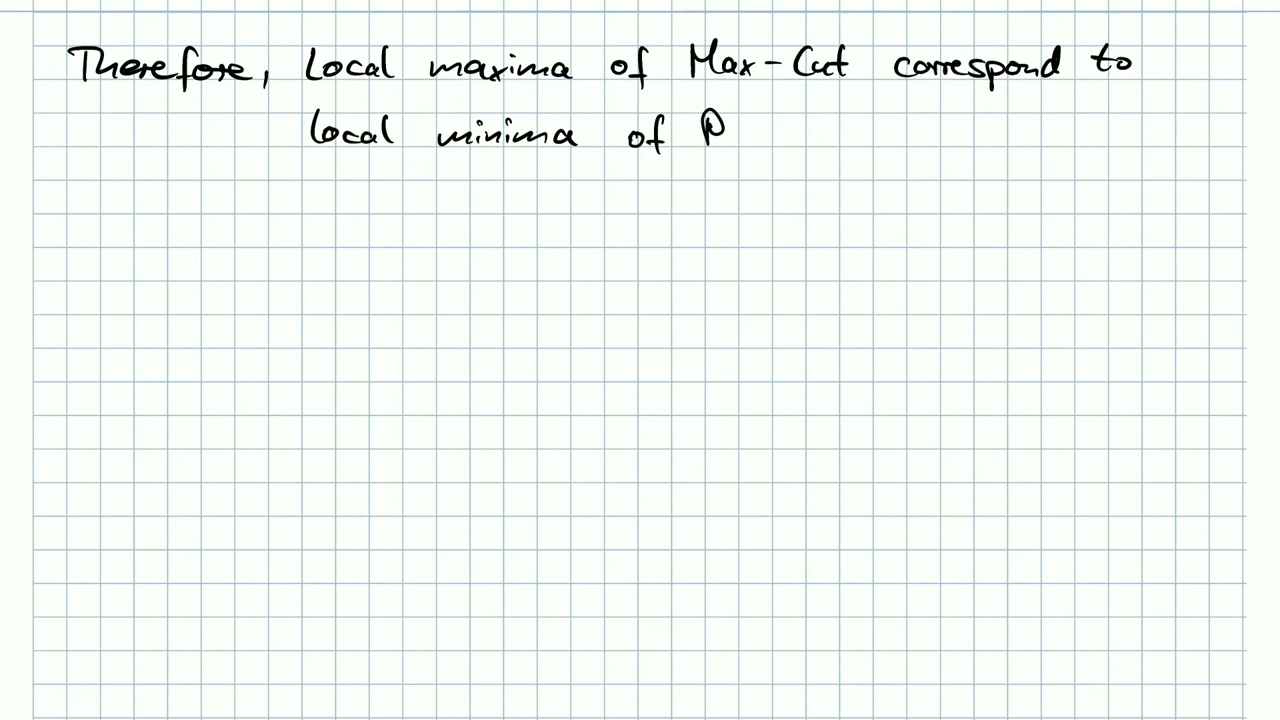 Therefore, Local maxima of Max-Cut correspond to
local minima of P